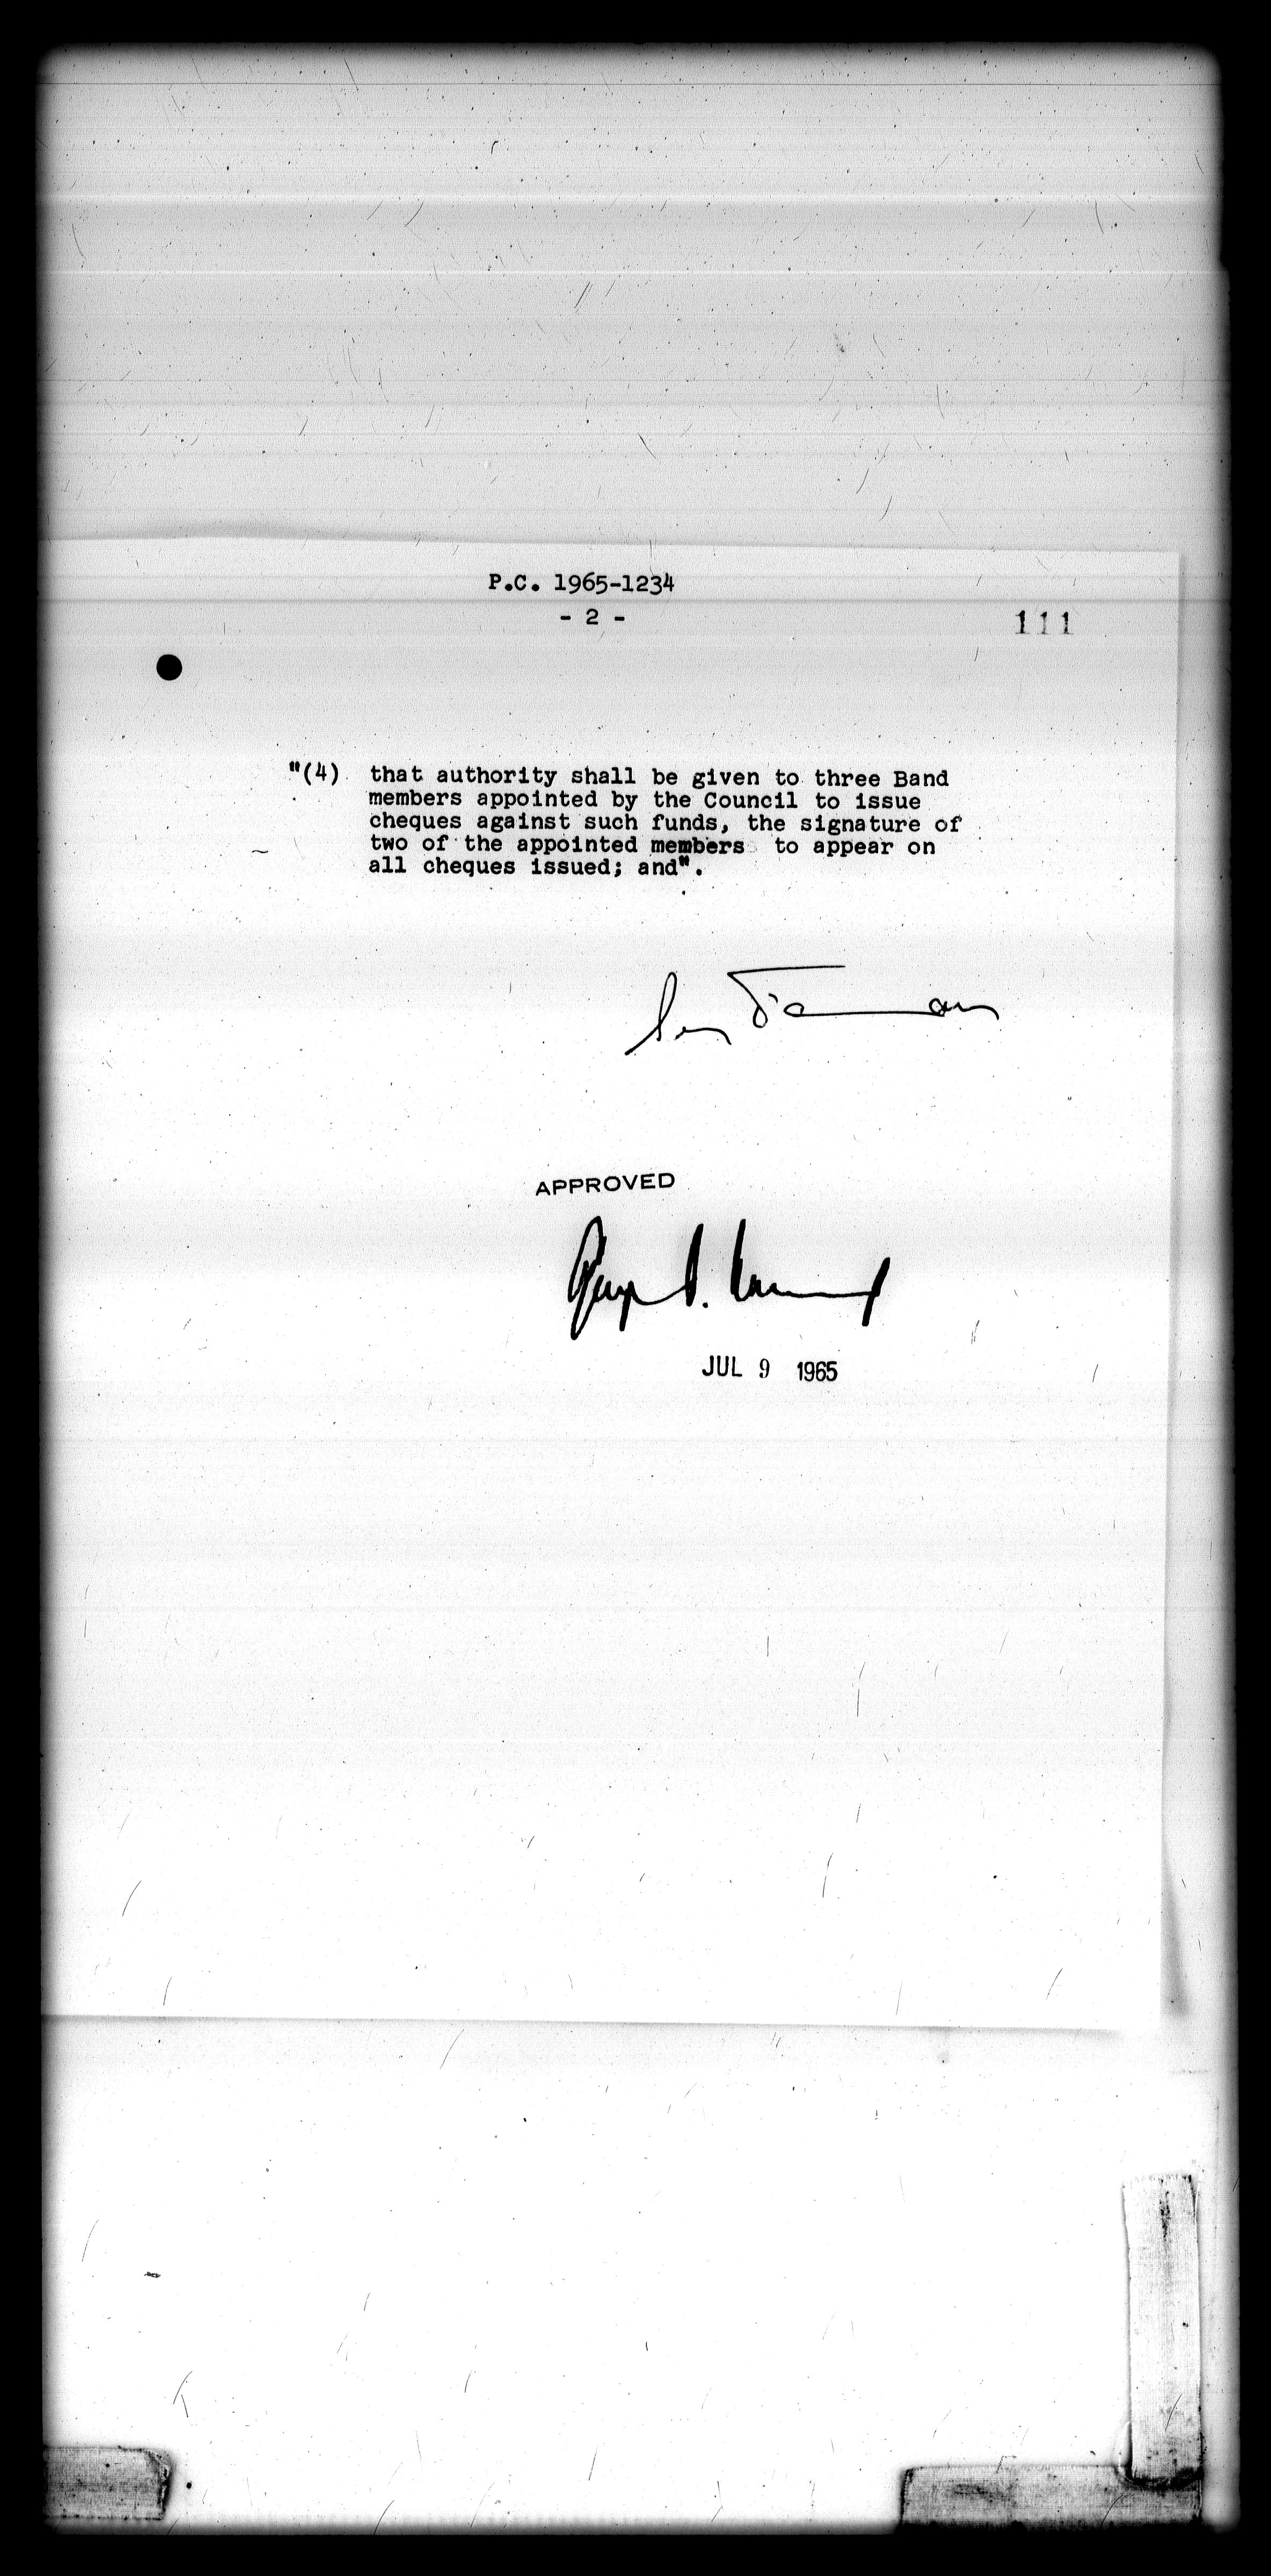 P.C. 1965-1234
- 2 -
111
"(4) that authority shall be given to three Band
members appointed by the Council to issue
cheques against such funds, the signature of
two of the appointed members to appear on
all cheques issued; and".
APPROVED
JUL 9 1965